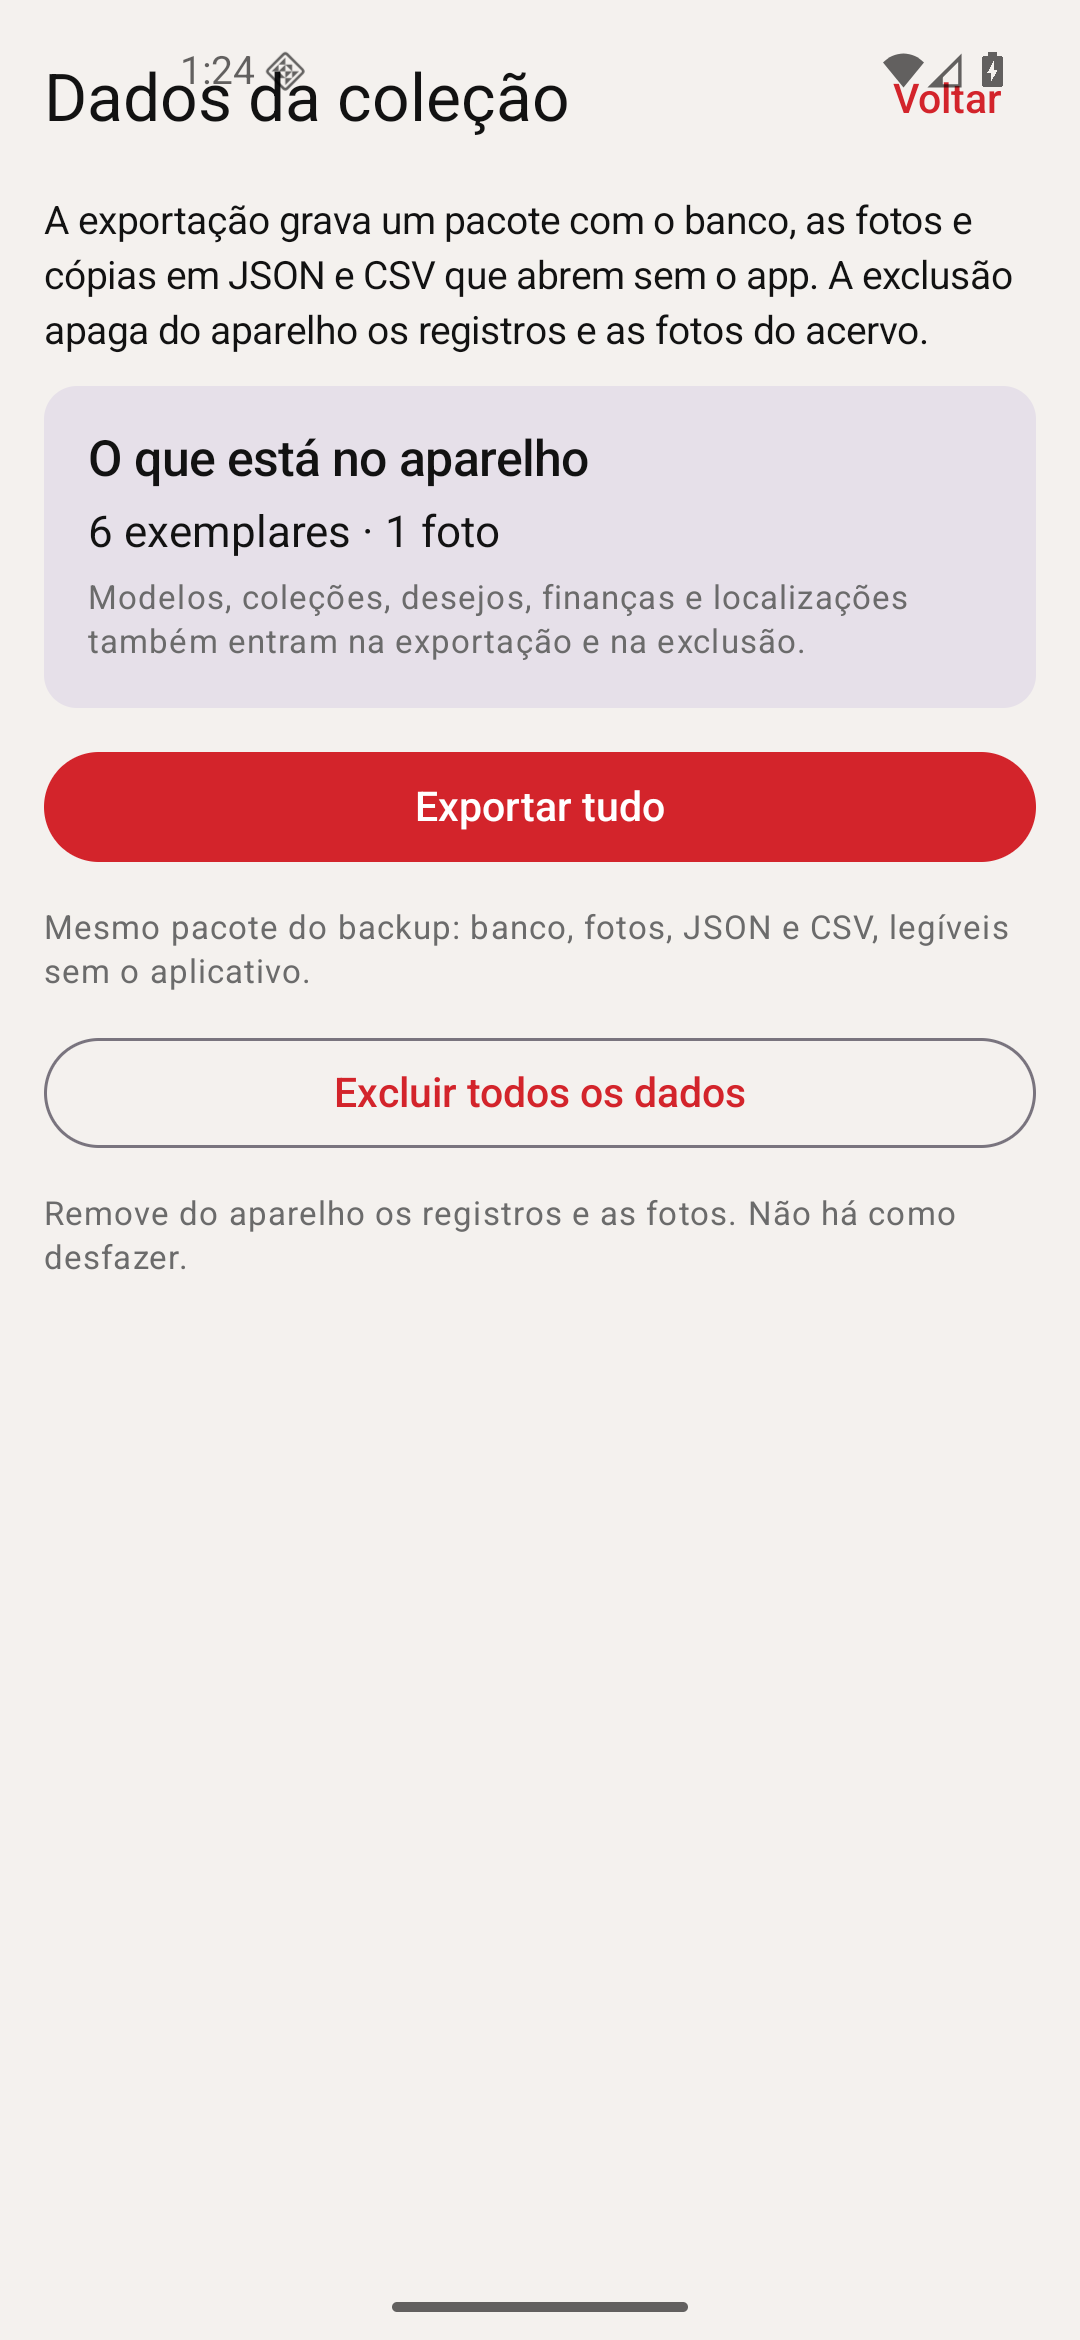 1:24
Dados da coleção
Voltar
A exportação grava um pacote com o banco, as fotos e
cópias em JSON e CSV que abrem sem o app. A exclusão
apaga do aparelho os registros e as fotos do acervo.
O que está no aparelho
6 exemplares · 1 foto
Modelos, coleções, desejos, finanças e localizações
também entram na exportação e na exclusão.
Exportar tudo
Mesmo pacote do backup: banco, fotos, JSON e CSV, legíveis
sem o aplicativo.
Excluir todos os dados
Remove do aparelho os registros e as fotos. Não há como
desfazer.